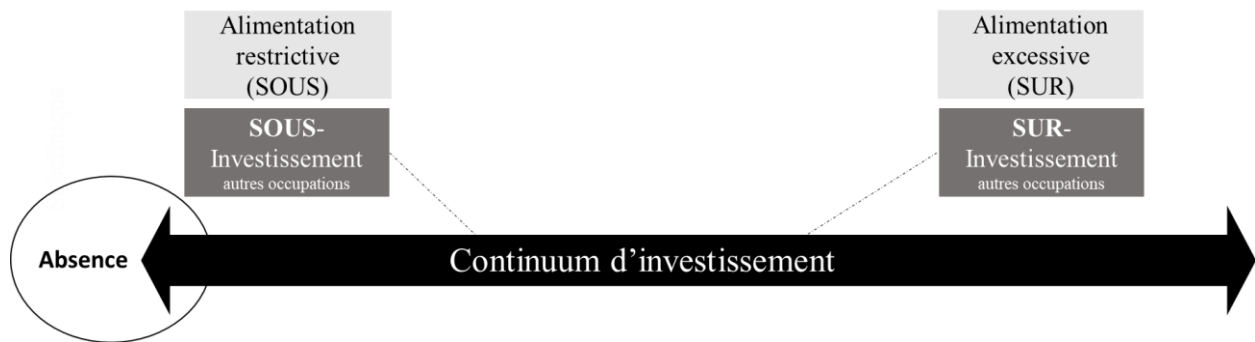 Alimentation
restrictive
(SOUS)
SOUS-
Investissement
autres occupations
Alimentation
excessive
(SUR)
SUR-
Investissement
autres occupations
Absence
Continuum d’investissement